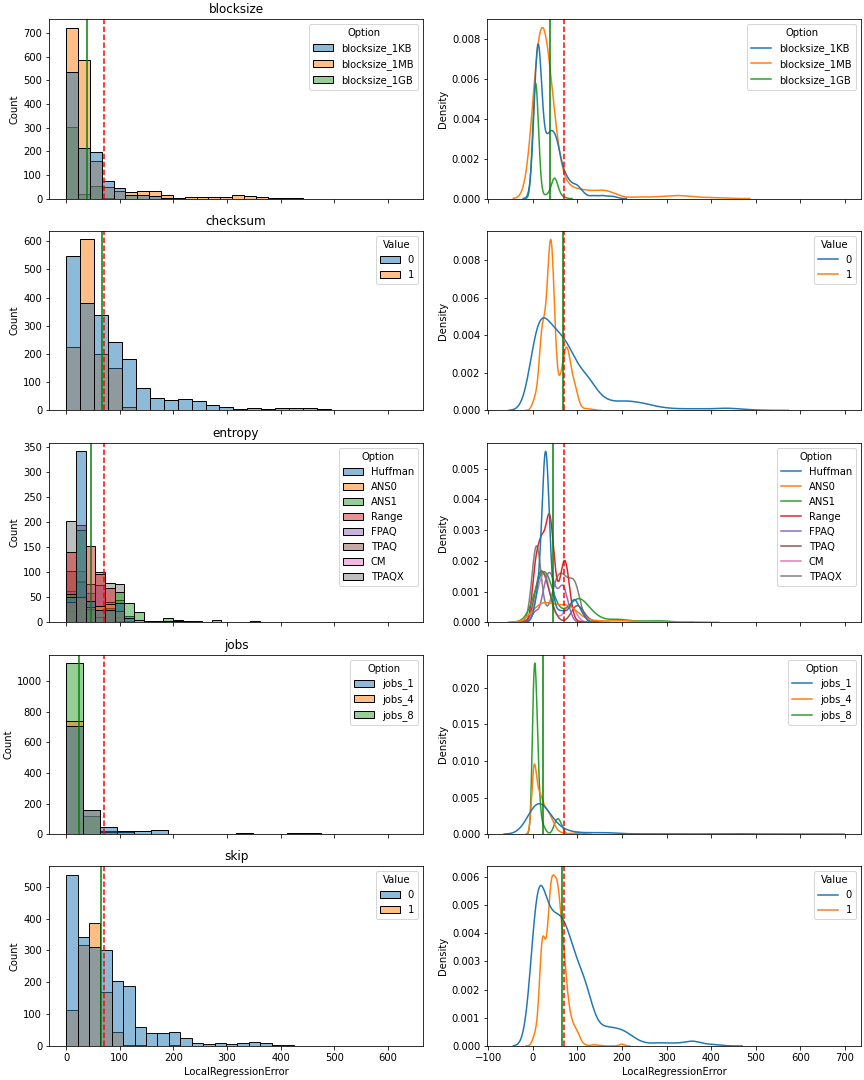 blocksize
Count
700
600
500
400
300
200
100
0
Option
blocksize_1KB
blocksize_1MB
blocksize_1GB
Density
0.008
0.006
0.004
0.002
0.000
Option
blocksize_1KB
blocksize_1MB
blocksize_1GB
checksum
Count
600
500
400
300
200
100
0
Value
0
1
Density
0.008
0.006
0.004
0.002
0.000
Value
0
1
entropy
Count
350
300
250
200
150
100
50
0
Option
Huffman
ANS0
ANS1
Range
FPAQ
TPAQ
CM
TPAQX
Density
0.005
0.004
0.003
0.002
0.001
0.000
Option
Huffman
ANS0
ANS1
Range
FPAQ
TPAQ
CM
TPAQX
jobs
Count
1000
800
600
400
200
0
Option
jobs_1
jobs_4
jobs_8
Density
0.020
0.015
0.010
0.005
0.000
Option
jobs_1
jobs_4
jobs_8
skip
Count
500
400
300
200
100
0
Value
0
1
0 100 200 300 400 500 600
LocalRegressionError
Density
0.006
0.005
0.004
0.003
0.002
0.001
0.000
Value
0
1
−100 0 100 200 300 400 500 600 700
LocalRegressionError